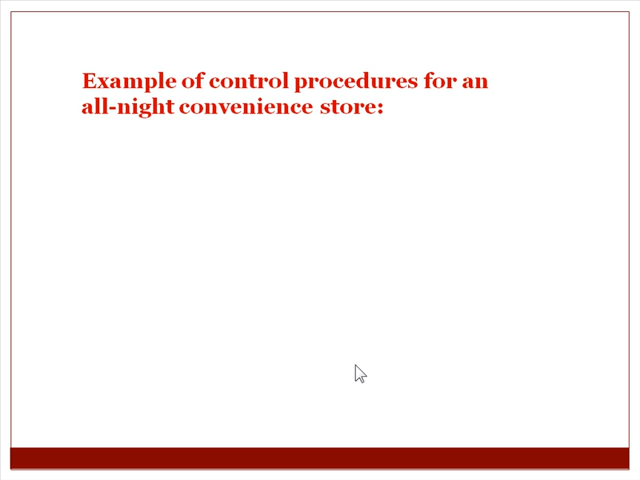 Example of control procedures for an
all-night convenience store: